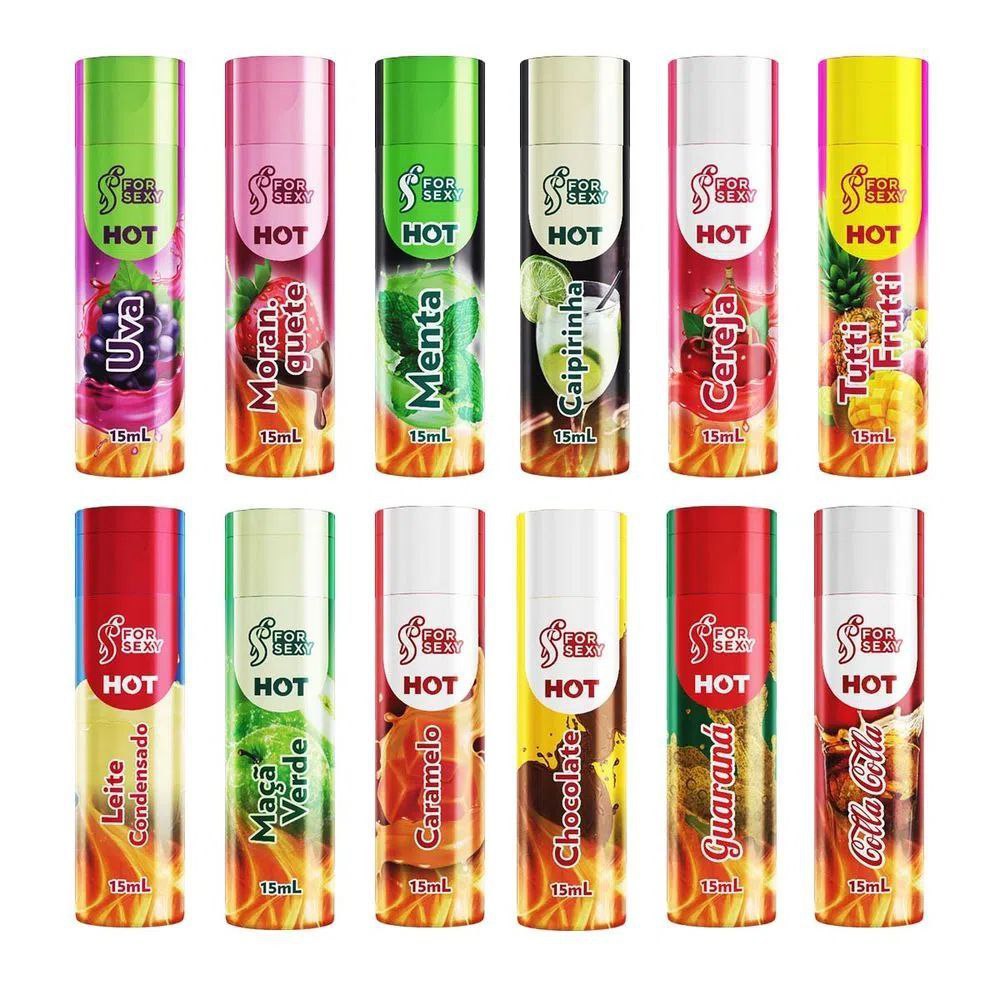 FOR
SEXY
HOT
Uva
15mL
FOR
SEXY
HOT
Moran.
guete
15mL
FOR
SEXY
HOT
Menta
15mL
FOR
SEXY
HOT
Caipirinha
15mL
FOR
SEXY
HOT
Cereja
15mL
FOR
SEXY
HOT
Tutti
Frutti
15mL
FOR
SEXY
HOT
Leite
Condensado
15mL
FOR
SEXY
HOT
Maçã
Verde
15mL
FOR
SEXY
HOT
Caramelo
15mL
FOR
SEXY
HOT
Chocolate
15mL
FOR
SEXY
HOT
Guaraná
15mL
FOR
SEXY
HOT
Colla Colla
15mL